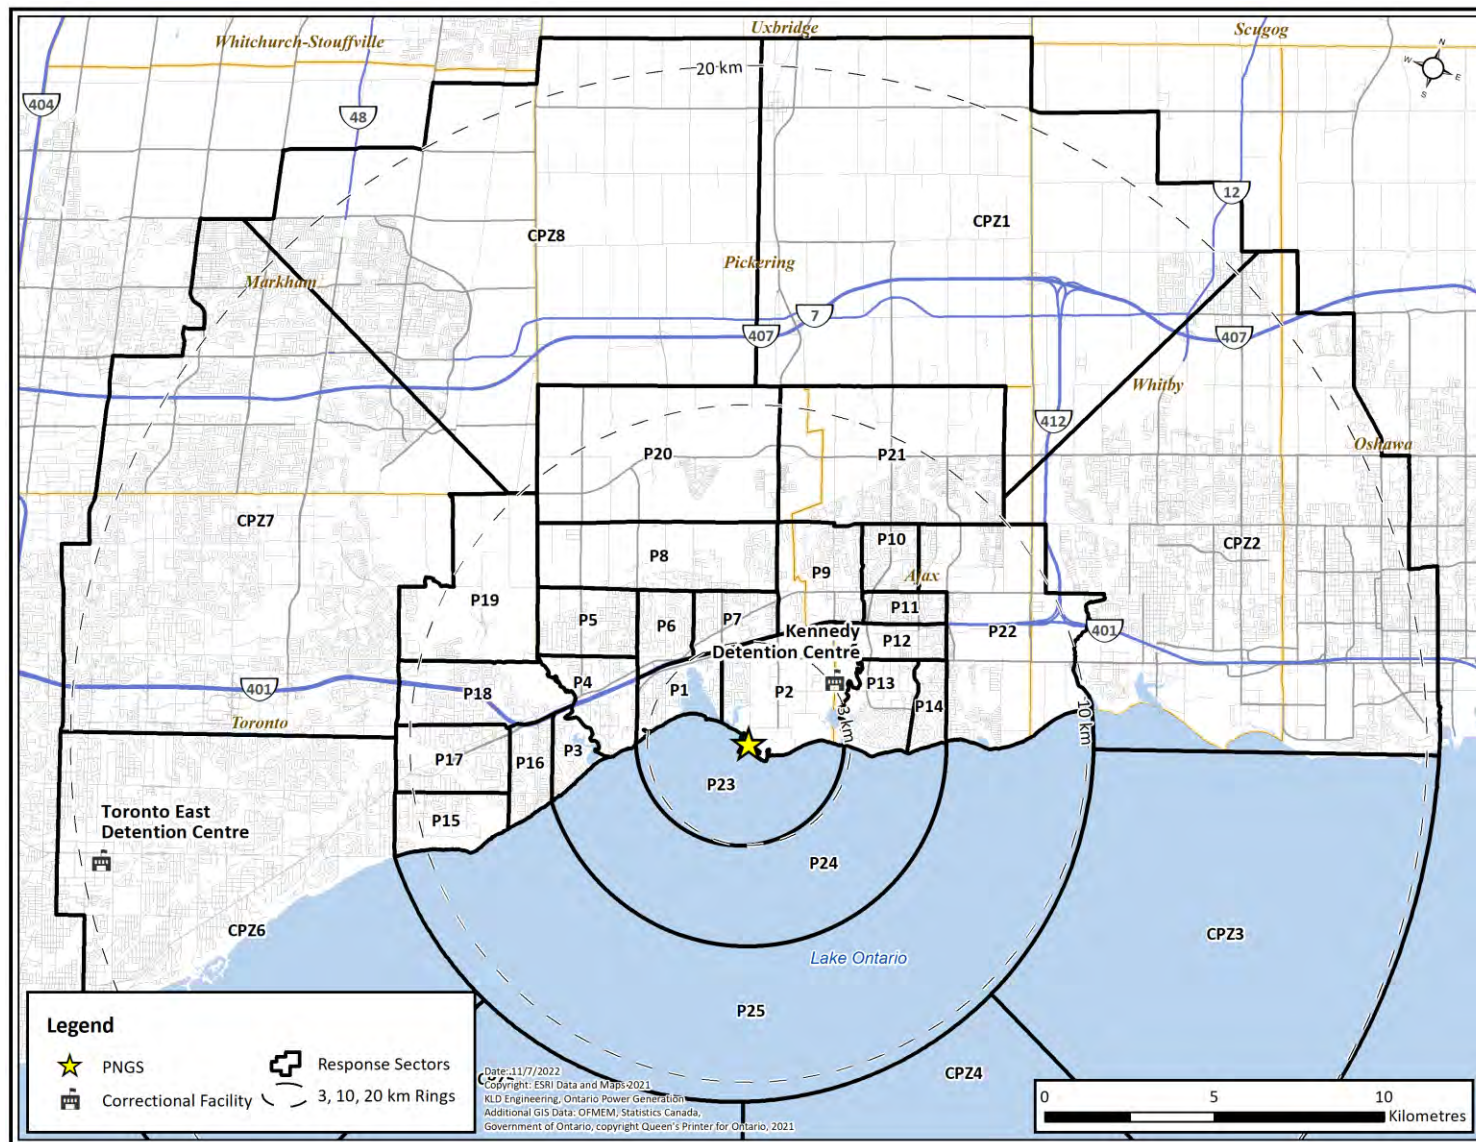 Whitchurch-Stouffville
Uxbridge
Scugog
N
W
E
S
20 km
404
48
12
CPZ8
CPZ1
Pickering
Markham
7
407
407
Whitby
412
Oshawa
P20
P21
CPZ7
CPZ2
P8
P10
P9
Ajax
P19
P5
P6
P7
P11
Kennedy
Detention Centre
P12
P22
401
401
P18
P4
P1
P2
P13
P14
Toronto
3 km
10 km
P17
P16
P3
P23
P15
Toronto East
Detention Centre
P24
CPZ6
CPZ3
Lake Ontario
P25
CPZ4
Legend
PNGS
Response Sectors
Correctional Facility
3, 10, 20 km Rings
Date: 11/7/2022
Copyright: ESRI Data and Maps 2021
KLD Engineering, Ontario Power Generation
Additional GIS Data: OFMEM, Statistics Canada,
Government of Ontario, copyright Queen's Printer for Ontario, 2021
0 5 10
Kilometres